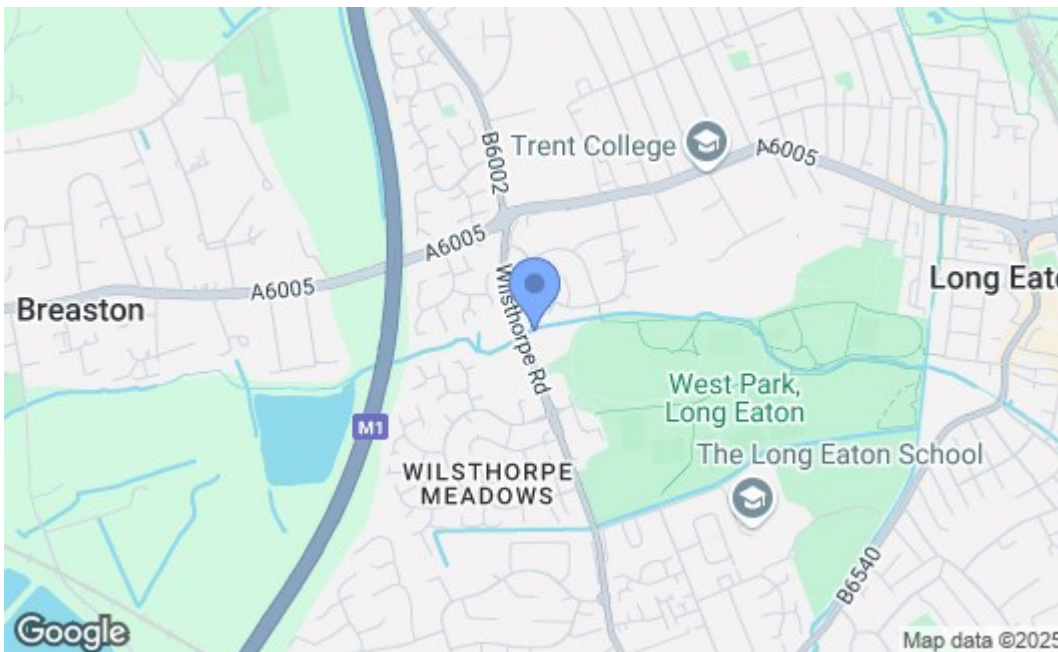 B6002
Trent College
A6005
A6005
A6005
Wilsthorpe Rd
Breaston
Long Eato
M1
West Park,
Long Eaton
The Long Eaton School
WILSTHORPE
MEADOWS
B6540
Google
Map data ©2025